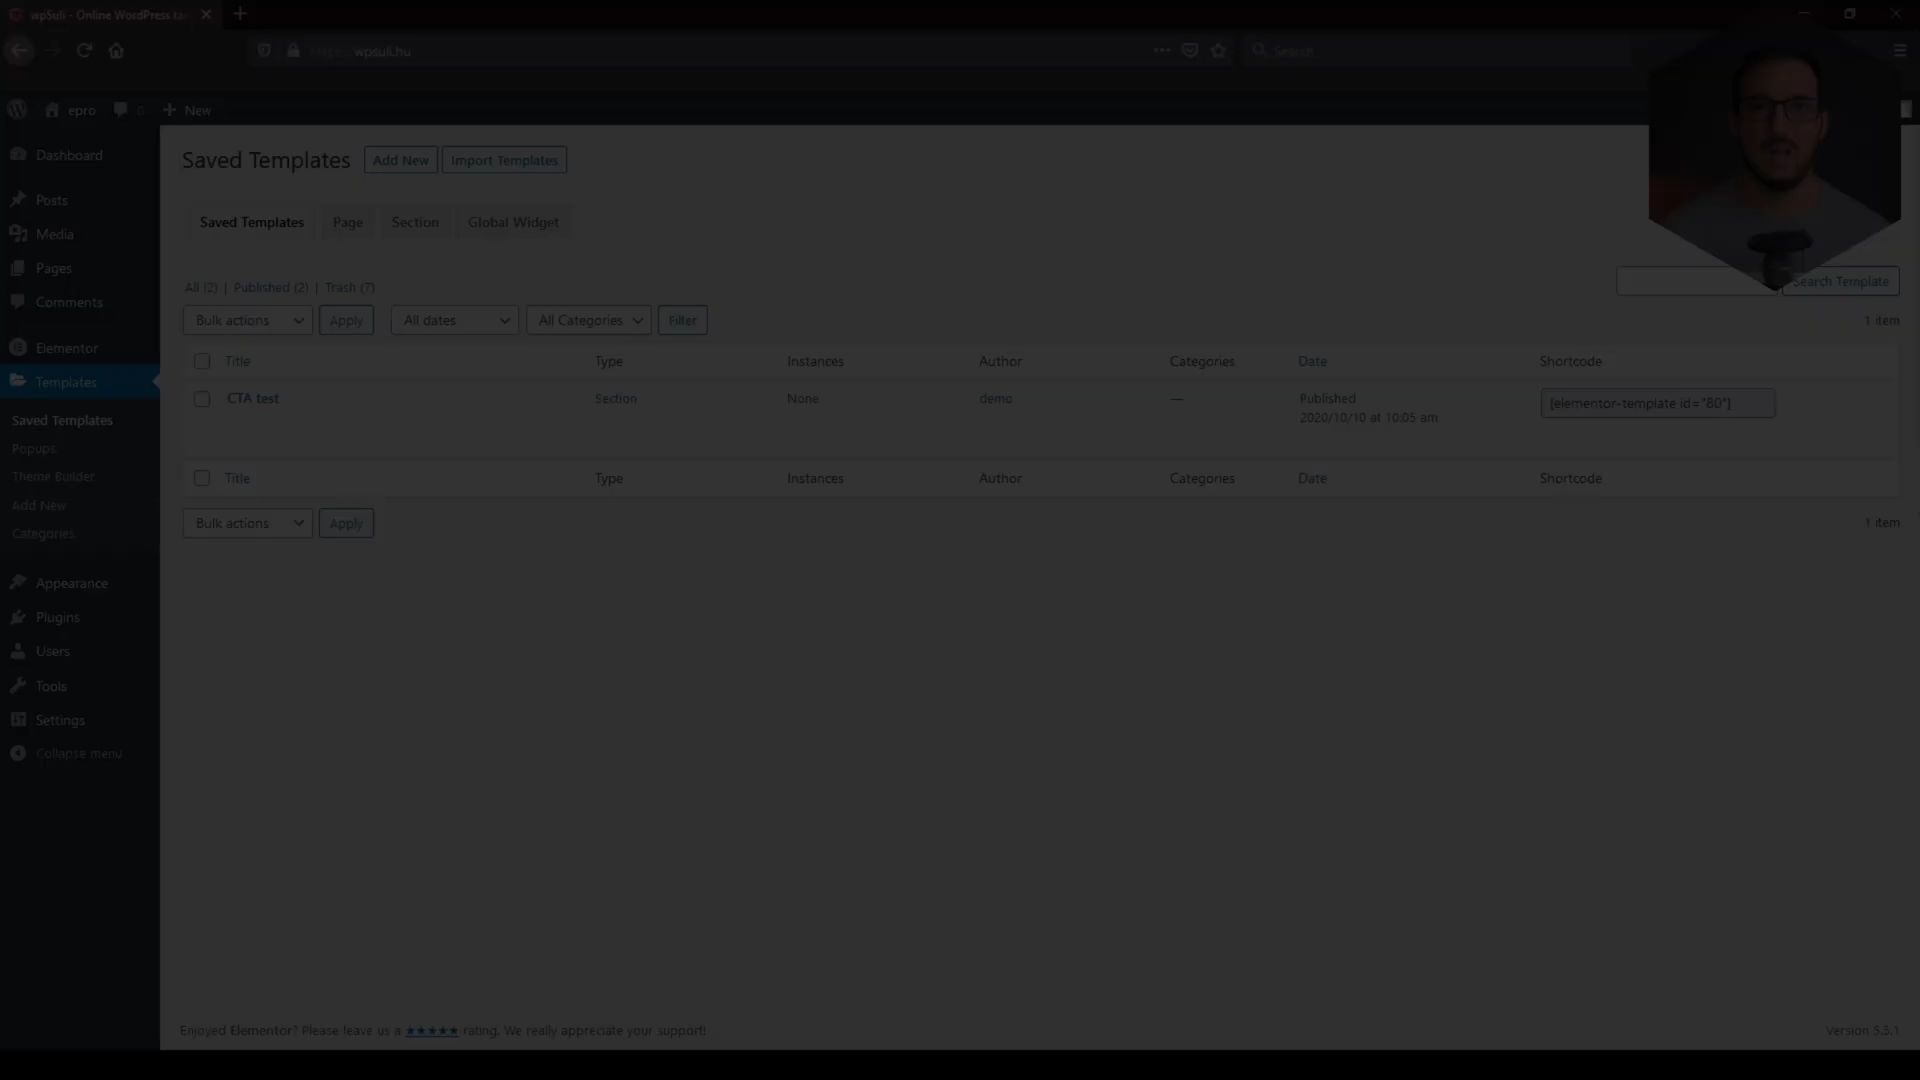 wpSuli - Online WordPress ta
wpsuli.hu
Search
epro
0
New
Dashboard
Posts
Media
Pages
Comments
Elementor
Templates
Saved Templates
Popups
Theme Builder
Add New
Categories
Appearance
Plugins
Users
Tools
Settings
Collapse menu
Saved Templates Add New Import Templates
Saved Templates Page Section Global Widget
All (2) | Published (2) | Trash (7)
Search Template
Bulk actions Apply All dates All Categories Filter
1 item
Title Type Instances Author Categories Date Shortcode
CTA test Section None demo — Published
2020/10/10 at 10:05 am
[elementor-template id="80"]
Title Type Instances Author Categories Date Shortcode
Bulk actions Apply
1 item
Enjoyed Elementor? Please leave us a ★★★★★ rating. We really appreciate your support!
Version 5.5.1